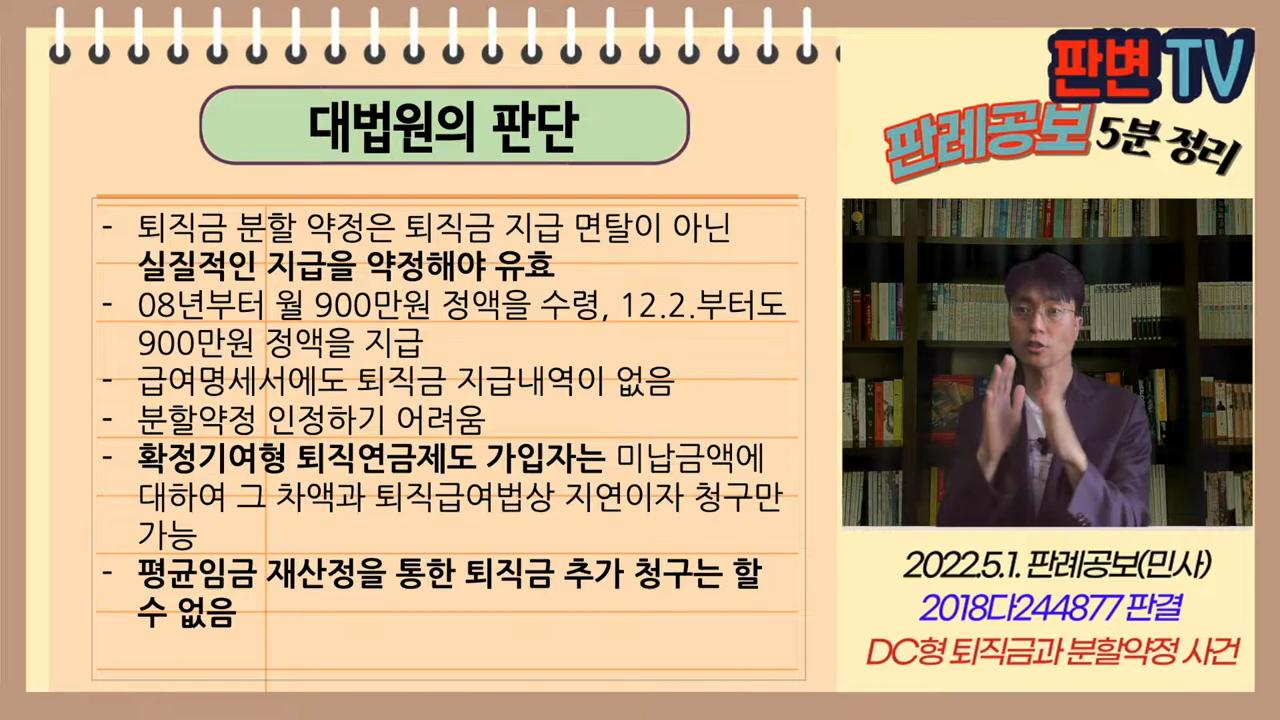 대법원의 판단
- 퇴직금 분할 약정은 퇴직금 지급 면탈이 아닌
실질적인 지급을 약정해야 유효
- 08년부터 월 900만원 정액을 수령, 12.2.부터도
900만원 정액을 지급
- 급여명세서에도 퇴직금 지급내역이 없음
- 분할약정 인정하기 어려움
- 확정기여형 퇴직연금제도 가입자는 미납금액에
대하여 그 차액과 퇴직급여법상 지연이자 청구만
가능
- 평균임금 재산정을 통한 퇴직금 추가 청구는 할
수 없음
판변 TV
판례공보 5분 정리
2022.5.1. 판례공보(민사)
2018다244877 판결
DC형 퇴직금과 분할약정 사건